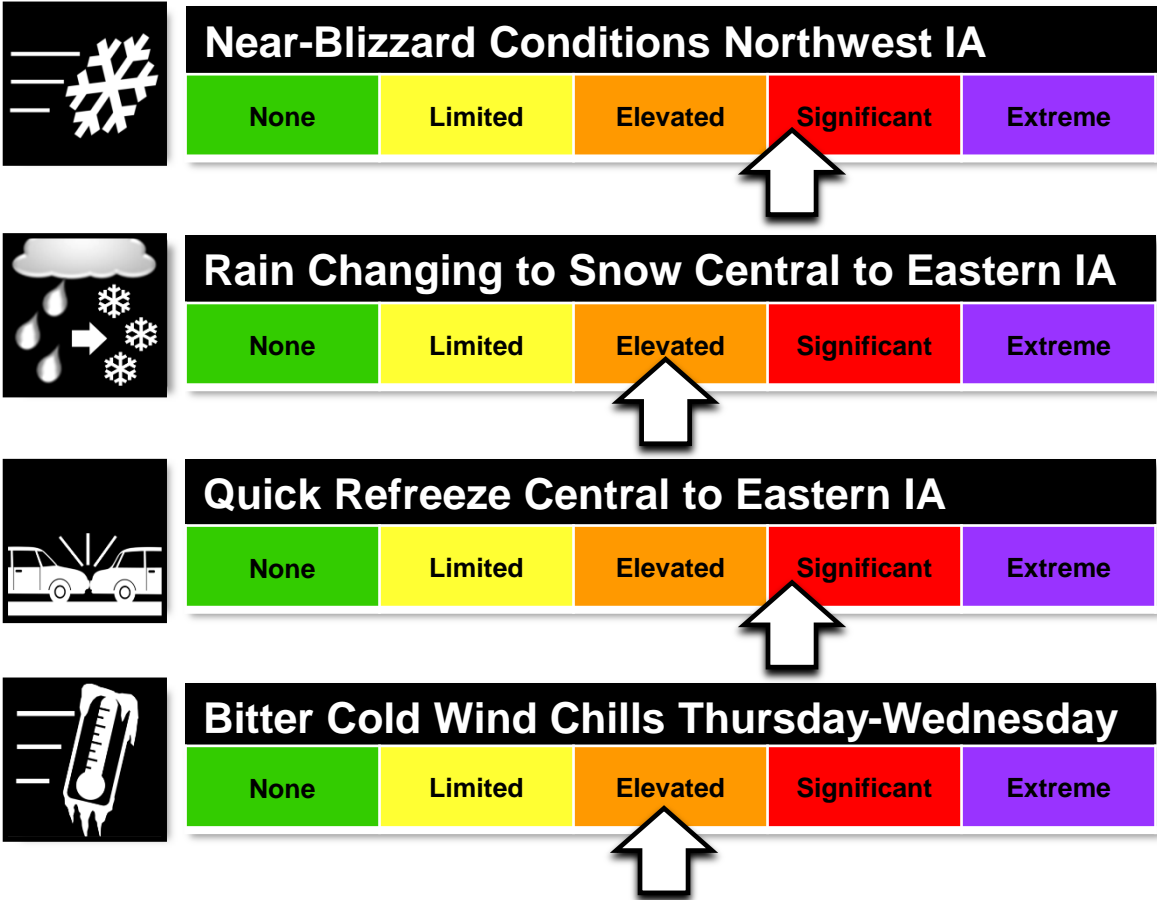 Near-Blizzard Conditions Northwest IA
None Limited Elevated Significant Extreme
Rain Changing to Snow Central to Eastern IA
None Limited Elevated Significant Extreme
Quick Refreeze Central to Eastern IA
None Limited Elevated Significant Extreme
Bitter Cold Wind Chills Thursday-Wednesday
None Limited Elevated Significant Extreme